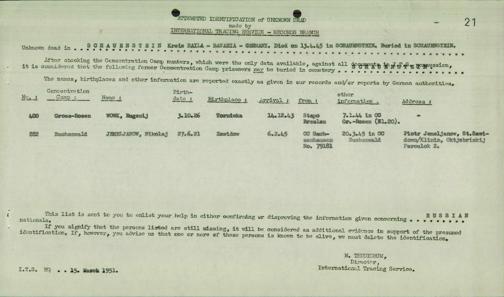 ATTEMPTED IDENTIFICATION of UNKNOWN DEAD
21
made by
INTERNATIONAL TRACING SERVICE - RECORDS BRANCH
Unknown dead in .. SCHAUENSTEIN Kreis NAILA - BAVARIA - GERMANY. Died on 13.4.45 in SCHAUENSTEIN. Buried in SCHAUENSTEIN.
After checking the Concentration Camp numbers, which were the only data available, against all documents in I.T.S. possession,
it is considered that the following former Concentration Camp prisoners may be buried in cemetery .. SCHAUENSTEIN
The names, birthplaces and other information are reported exactly as given in our records and/or reports by German authorities.
No.: Concentration Camp: Name: Birth-date: Birthplace: Arrival: From: other information. Address:
400 Gross-Rosen WOWK, Eugenij 3.10.26 Tornicka 14.12.43 Stapo Breslau 7.1.44 in CC Gr.-Rosen (Bl.20). -
882 Buchenwald JEMELJANOW, Nikolaj 27.6.21 Sawidow 6.2.45 CC Sachsenhausen No. 79181 20.3.45 in CC Buchenwald Piotr Jemeljanow, St.Sawidowo/Klinin, Oktjabriskij Pereulok 2.
This list is sent to you to enlist your help in either confirming or disproving the information given concerning .. RUSSIAN
nationals.
If you signify that the persons listed are still missing, it will be considered as additional evidence in support of the presumed
identification. If, however, you advise us that one or more of these persons is known to be alive, we must delete the identification.
Director,
International Tracing Service.
I.T.S. HQ .. 15. March 1951.